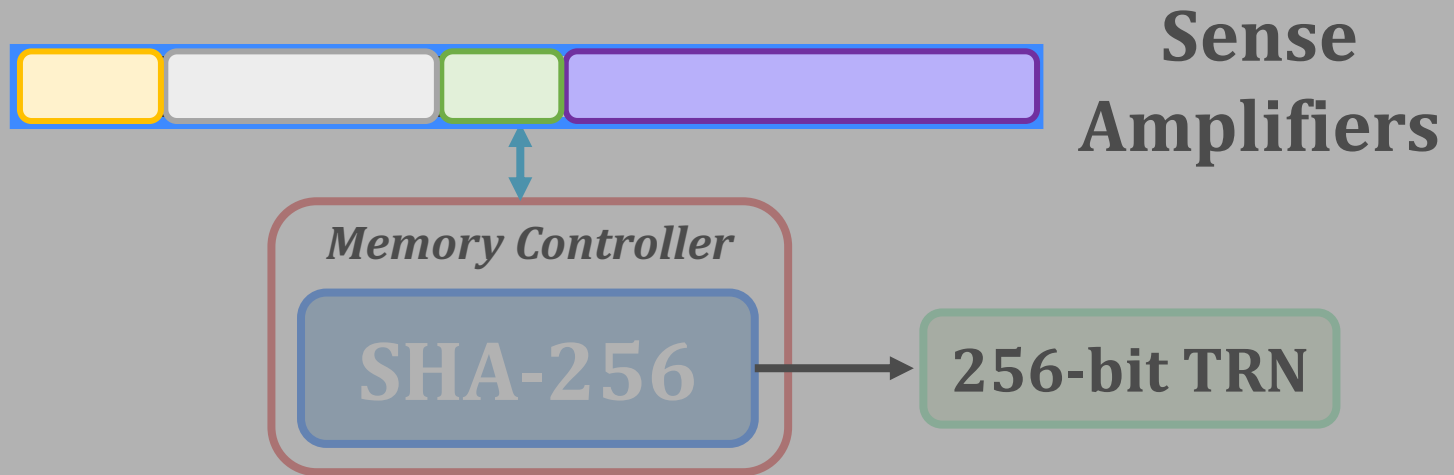 Sense
Amplifiers
Memory Controller
SHA-256
256-bit TRN